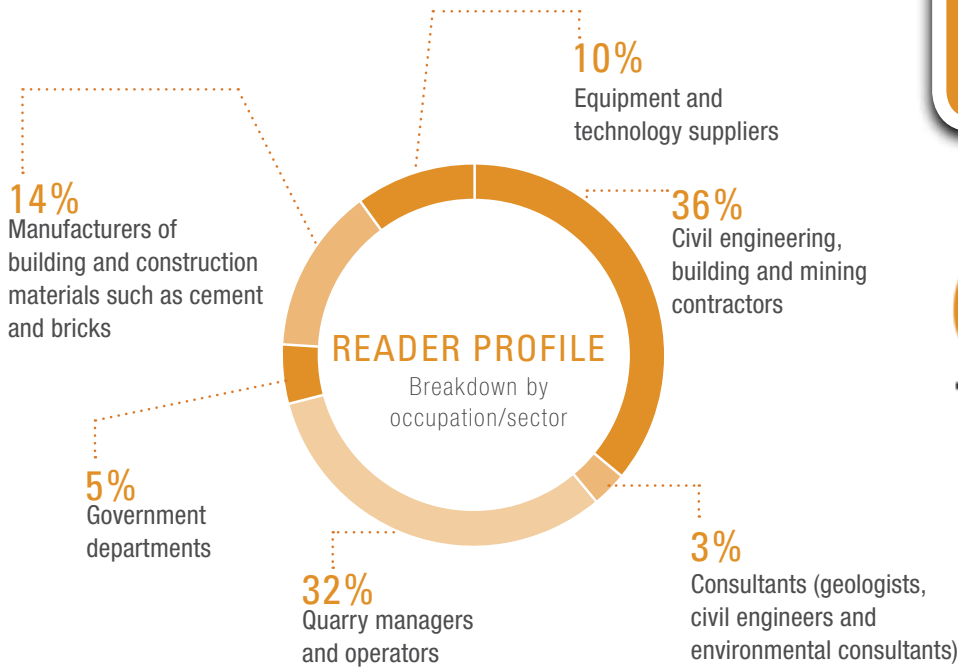 10%
Equipment and
technology suppliers
14%
Manufacturers of
building and construction
materials such as cement
and bricks
36%
Civil engineering,
building and mining
contractors
READER PROFILE
Breakdown by
occupation/sector
5%
Government
departments
32%
Quarry managers
and operators
3%
Consultants (geologists,
civil engineers and
environmental consultants)